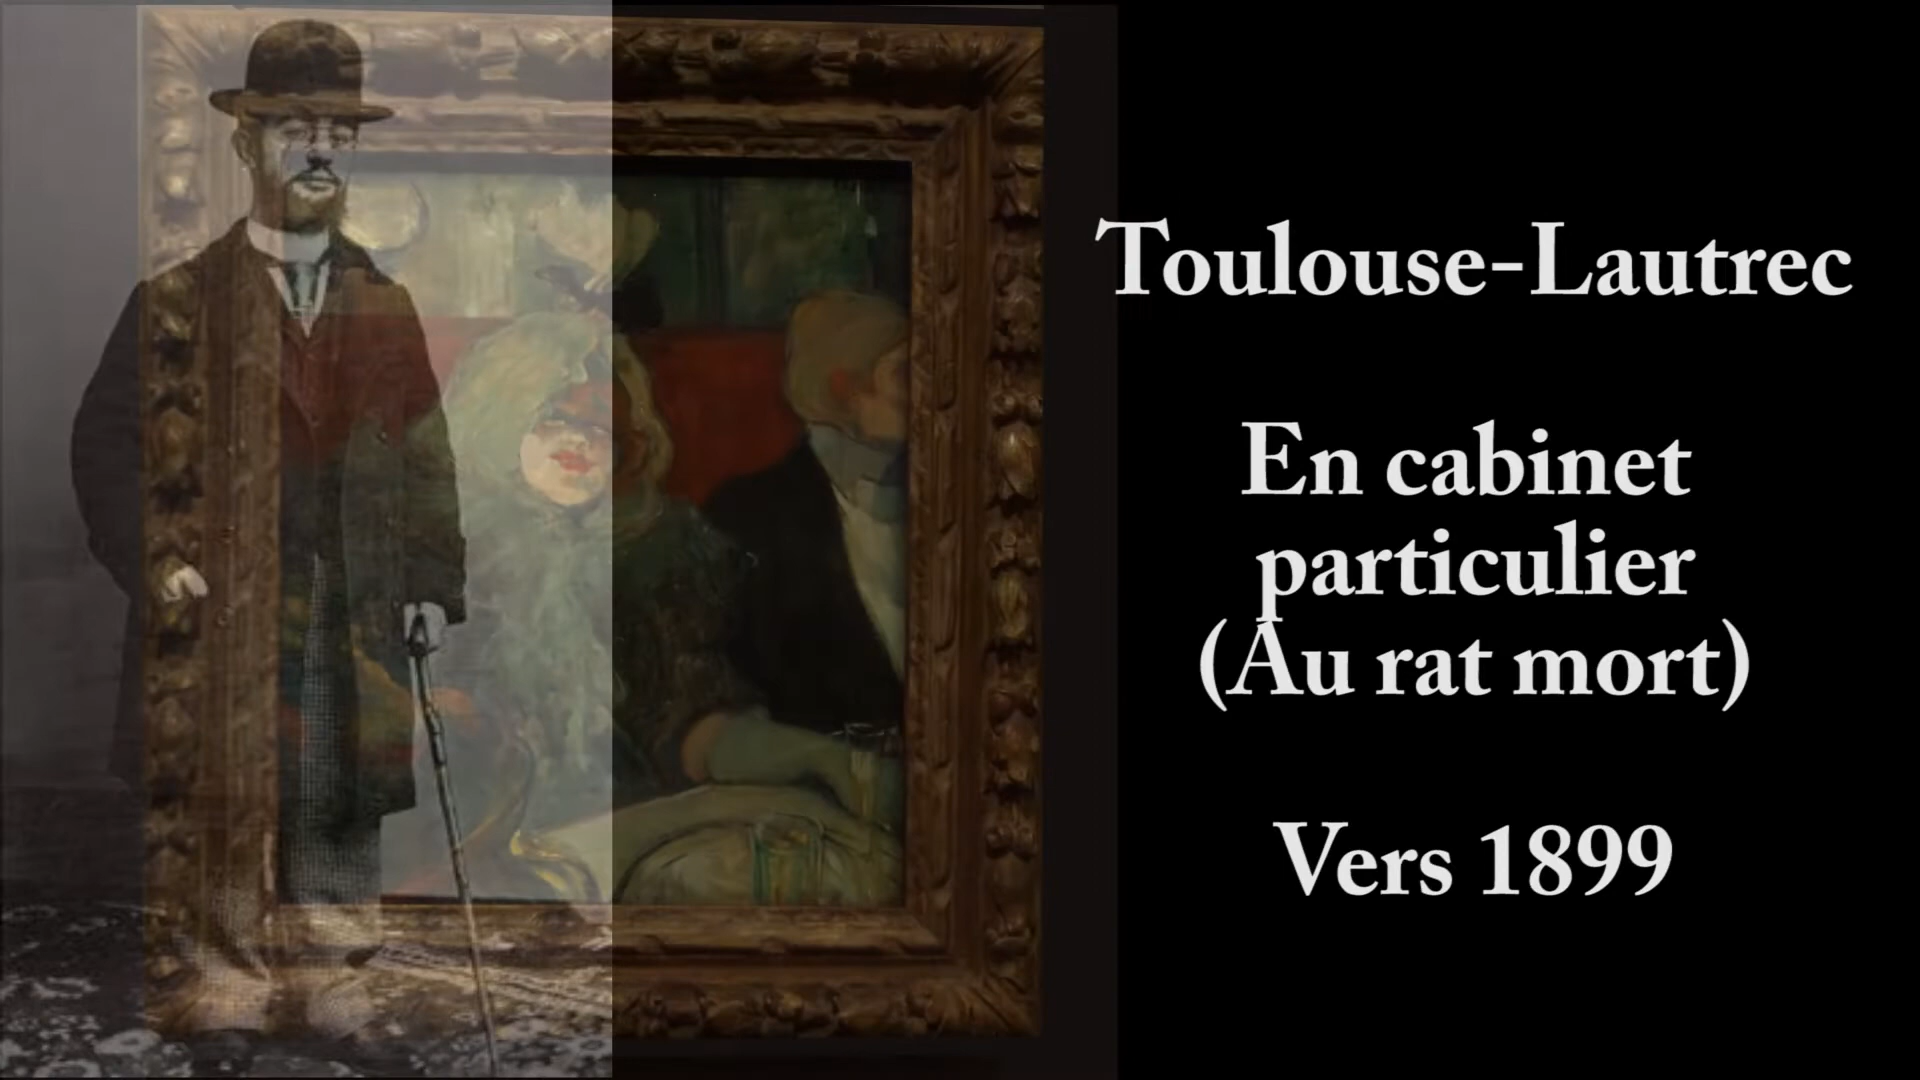 Toulouse-Lautrec
En cabinet
particulier
(Au rat mort)
Vers 1899